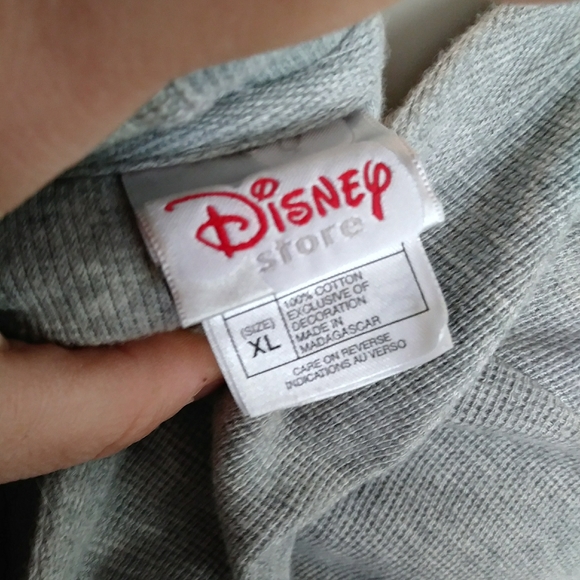 Disney
store
(SIZE)
XL
100% COTTON
EXCLUSIVE OF
DECORATION
MADE IN
MADAGASCAR
CARE ON REVERSE
INDICATIONS AU VERSO